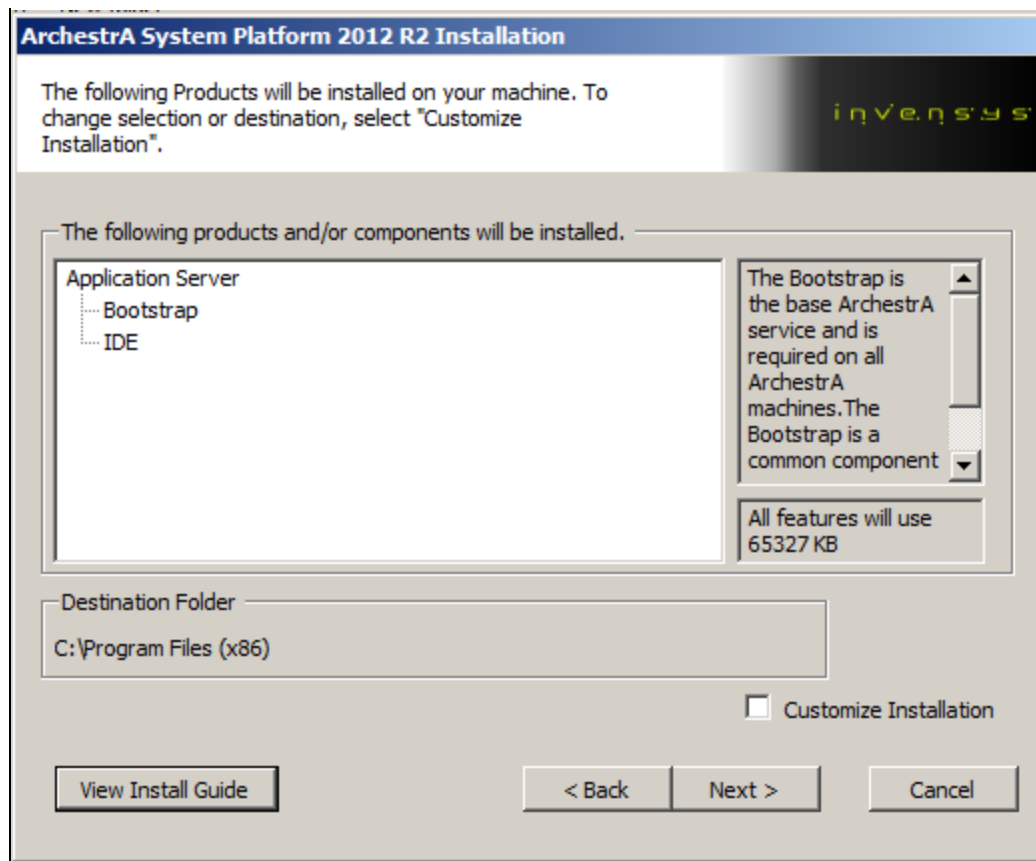 ArchestrA System Platform 2012 R2 Installation
The following Products will be installed on your machine. To
change selection or destination, select "Customize
Installation".
invensys
The following products and/or components will be installed.
Application Server
Bootstrap
IDE
The Bootstrap is
the base ArchestrA
service and is
required on all
ArchestrA
machines.The
Bootstrap is a
common component
All features will use
65327 KB
Destination Folder
C:\Program Files (x86)
Customize Installation
View Install Guide
< Back
Next >
Cancel